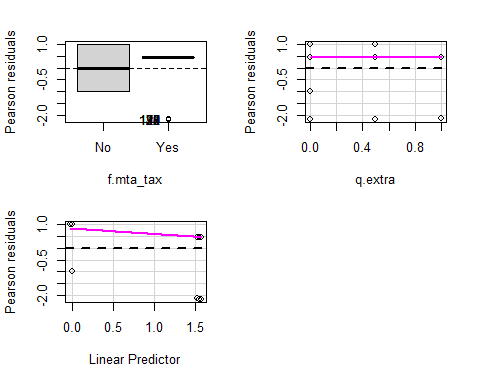 Pearson residuals
1.0
-0.5
-2.0
No
Yes
f.mta_tax
Pearson residuals
1.0
-0.5
-2.0
0.0
0.4
0.8
q.extra
Pearson residuals
1.0
-0.5
-2.0
0.0
0.5
1.0
1.5
Linear Predictor